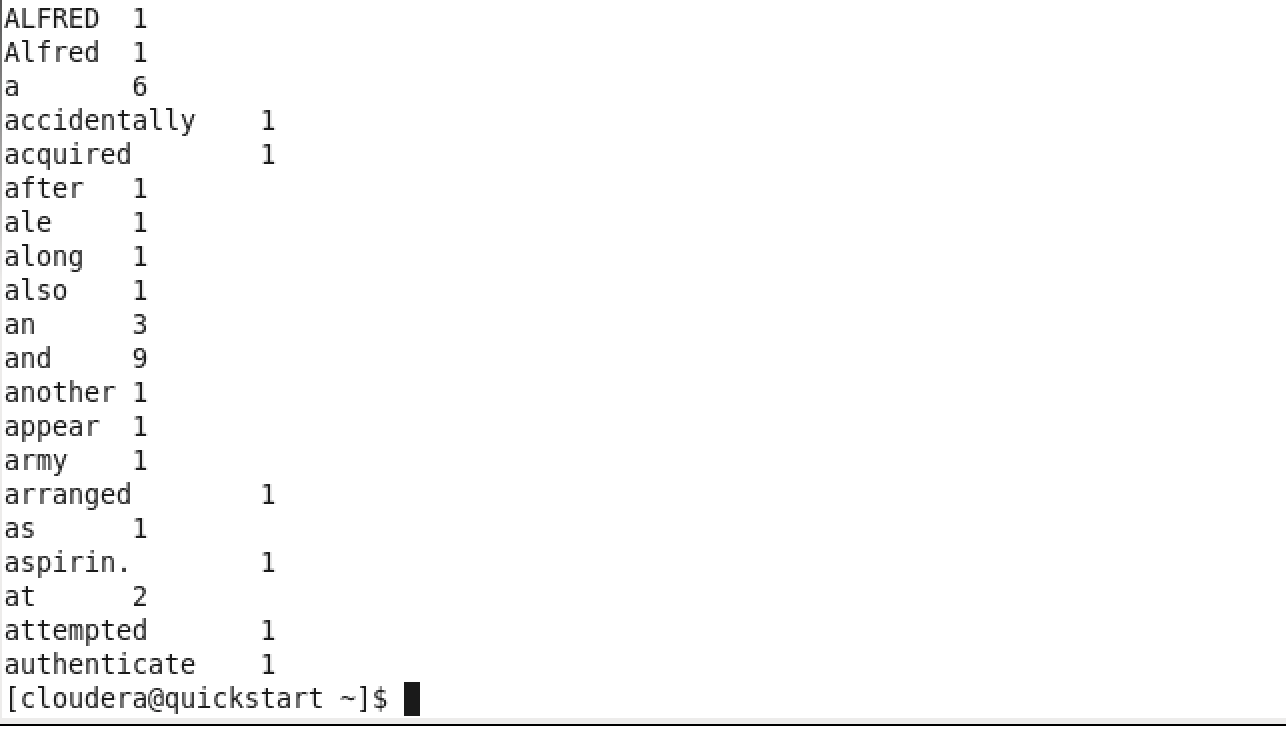 ALFRED 1
Alfred 1
a 6
accidentally 1
acquired 1
after 1
ale 1
along 1
also 1
an 3
and 9
another 1
appear 1
army 1
arranged 1
as 1
aspirin. 1
at 2
attempted 1
authenticate 1
[cloudera@quickstart ~]$